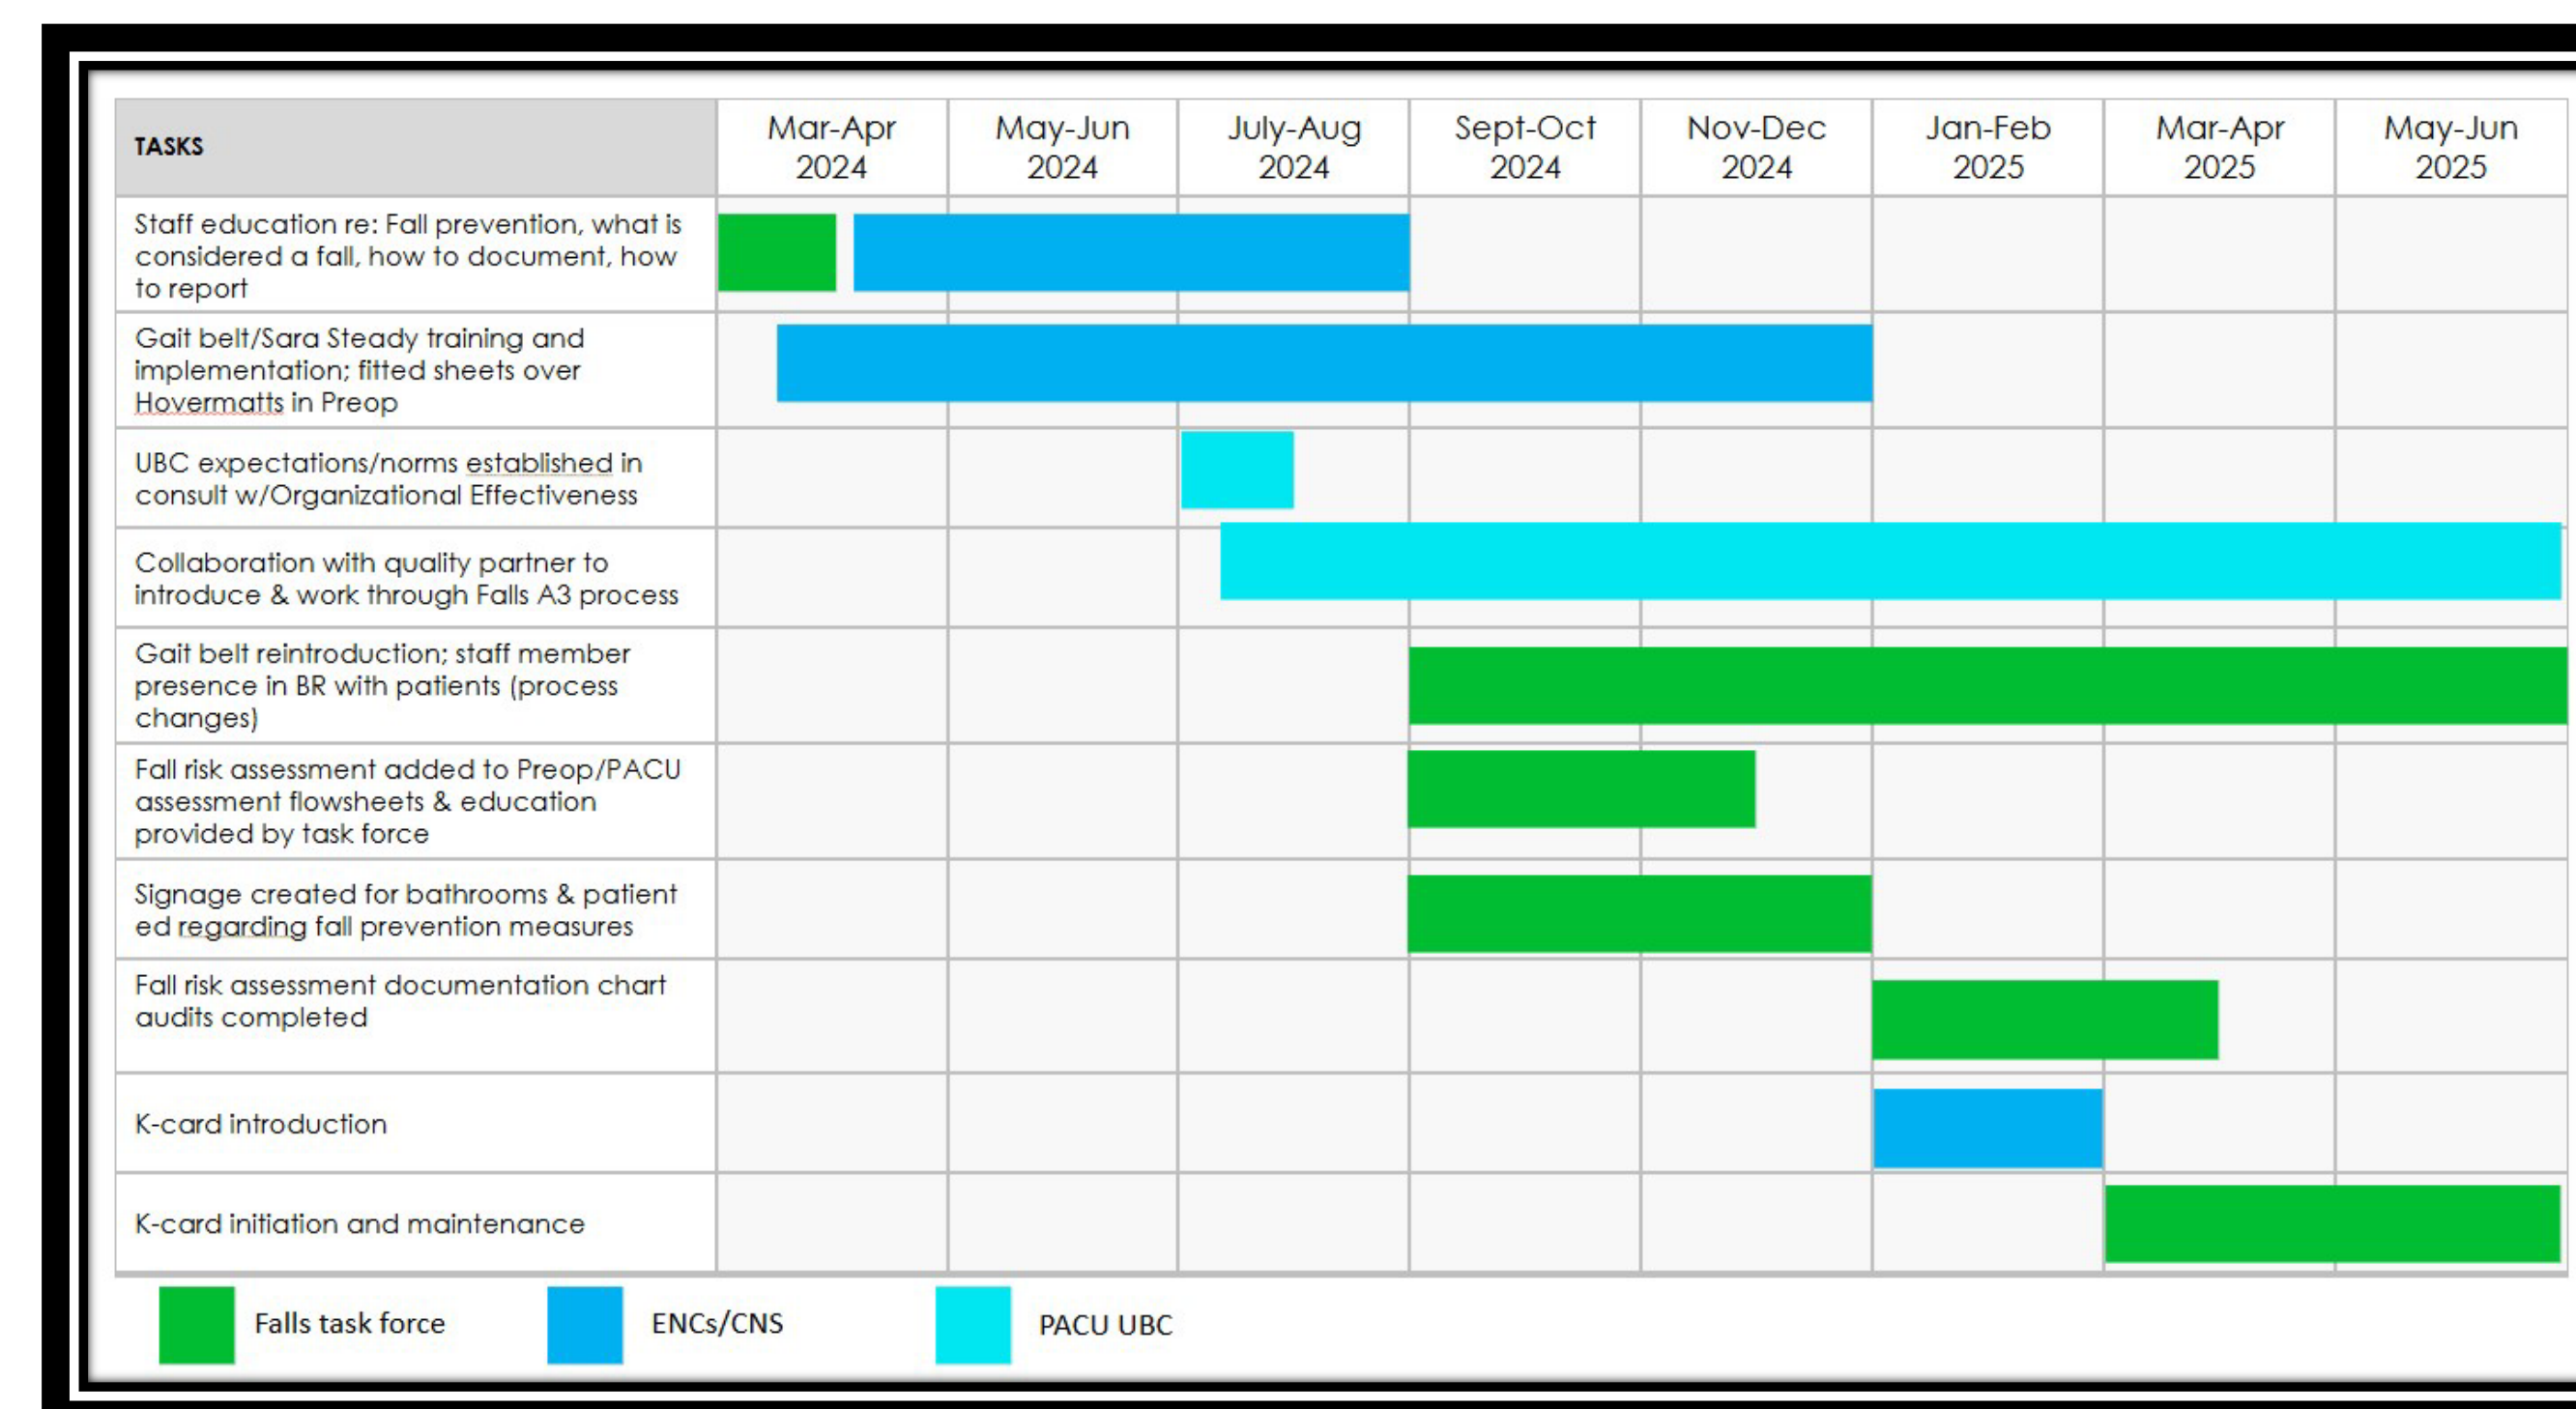 TASKS
Mar-Apr
2024
May-Jun
2024
July-Aug
2024
Sept-Oct
2024
Nov-Dec
2024
Jan-Feb
2025
Mar-Apr
2025
May-Jun
2025
Staff education re: Fall prevention, what is
considered a fall, how to document, how
to report
Gait belt/Sara Steady training and
implementation; fitted sheets over
Hovermatts in Preop
UBC expectations/norms established in
consult w/Organizational Effectiveness
Collaboration with quality partner to
introduce & work through Falls A3 process
Gait belt reintroduction; staff member
presence in BR with patients (process
changes)
Fall risk assessment added to Preop/PACU
assessment flowsheets & education
provided by task force
Signage created for bathrooms & patient
ed regarding fall prevention measures
Fall risk assessment documentation chart
audits completed
K-card introduction
K-card initiation and maintenance
Falls task force
ENCs/CNS
PACU UBC